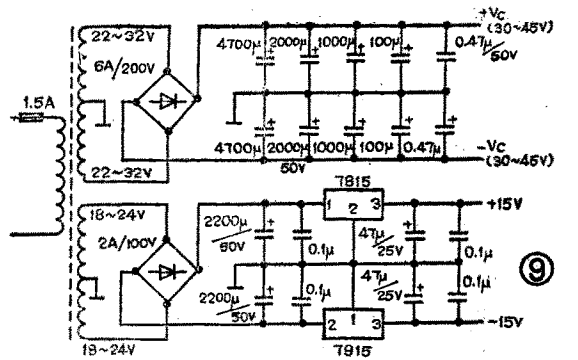 22~32V
6A/200V
22~32V
1.5A
4700μ 2000μ 1000μ 100μ 0.47μ/50V
+Vc
(30~45V)
4700μ 2000μ 1000μ 100μ 0.47μ
50V
-Vc
(30~45V)
18~24V
2A/100V
18~24V
2200μ/50V
0.1μ
7815
1 2 3
47μ/25V
0.1μ
+15V
2200μ/50V
0.1μ
47μ/25V
0.1μ
2 1 3
7915
-15V
⑨